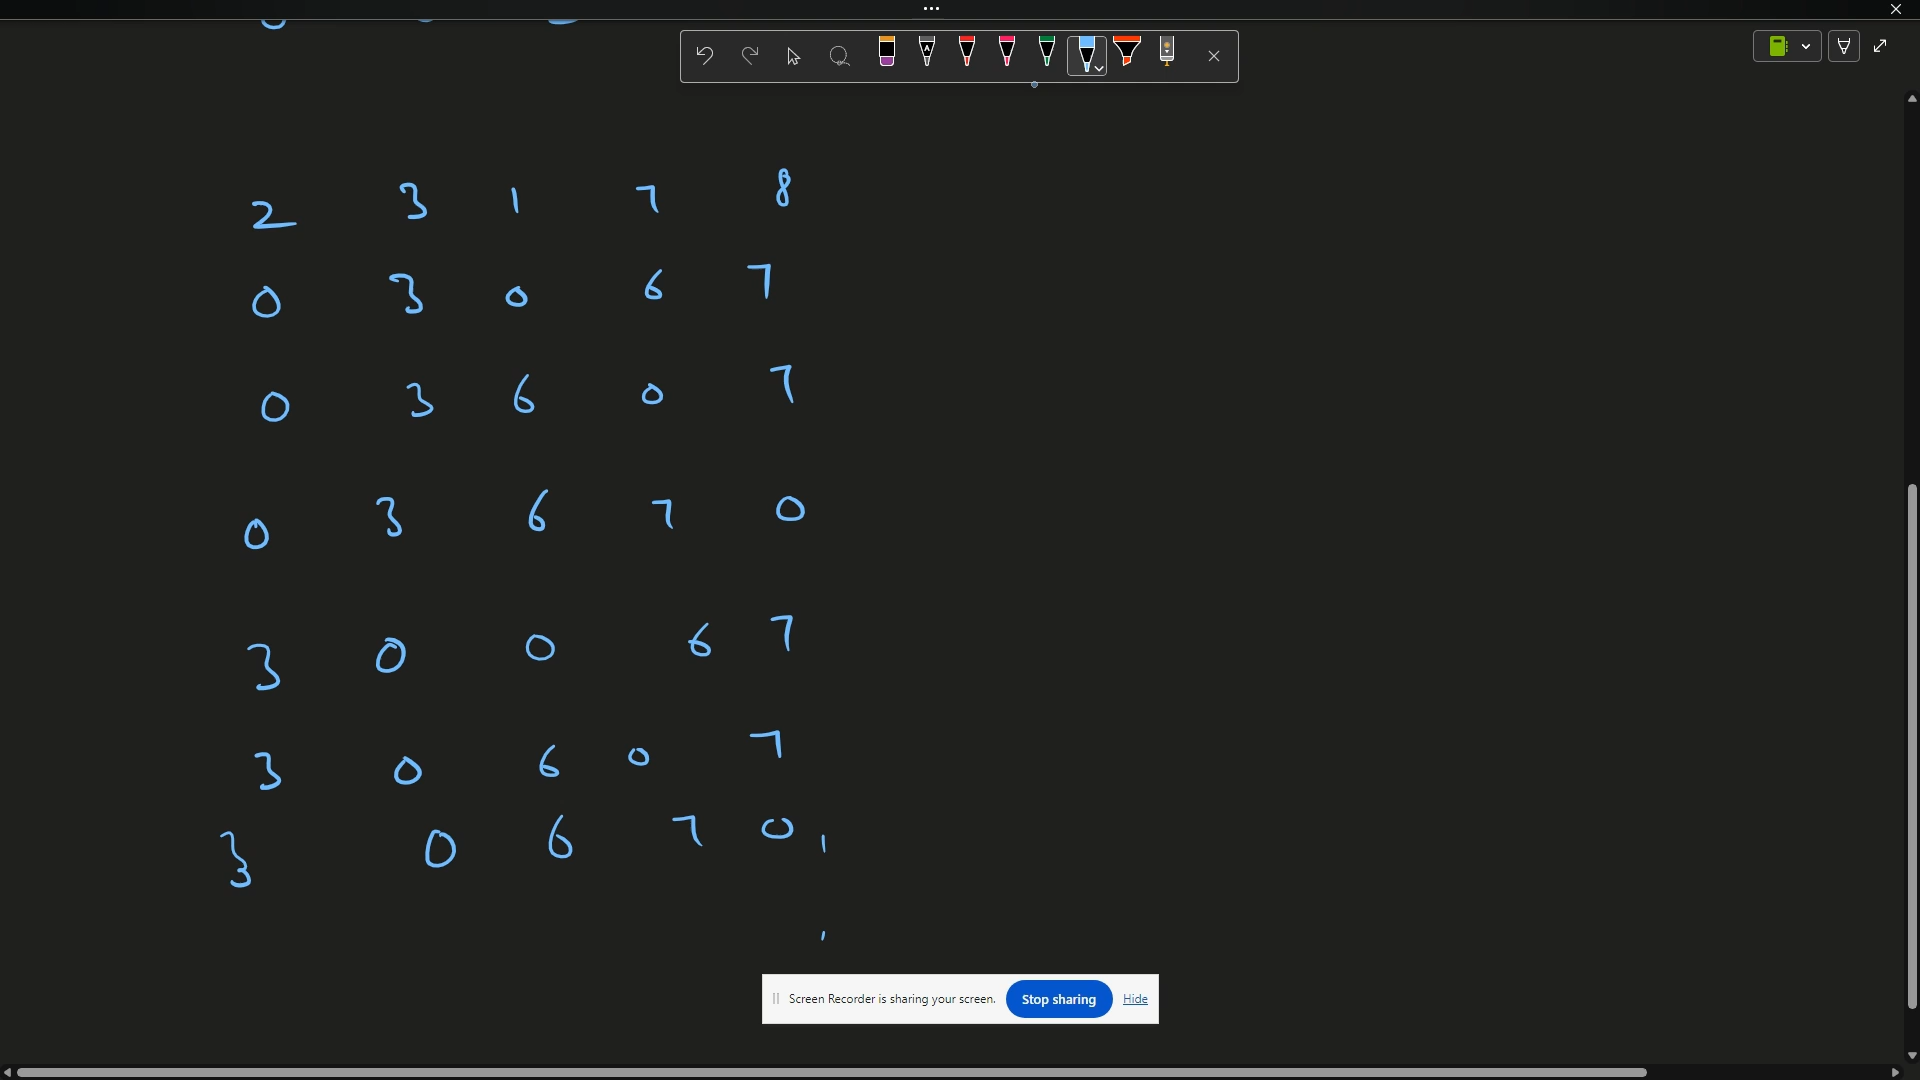 2 3 1 7 8
0 3 0 6 7
0 3 6 0 7
0 3 6 7 0
3 0 0 6 7
3 0 6 0 7
3 0 6 7 0
Screen Recorder is sharing your screen. Stop sharing Hide